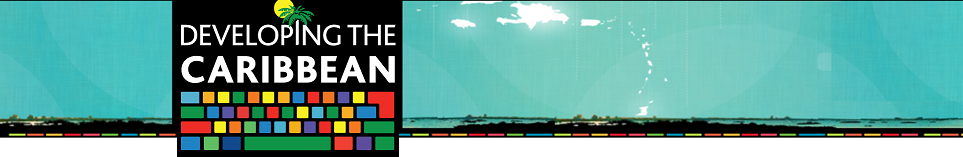 DEVELOPING THE
CARIBBEAN